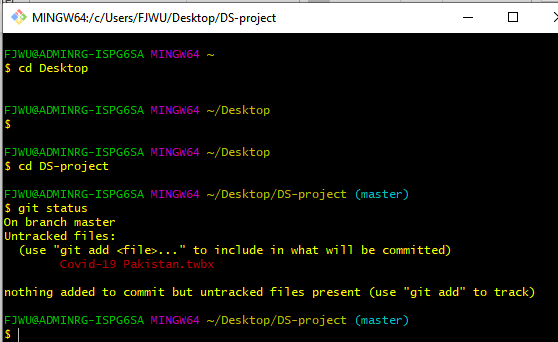 MINGW64:/c/Users/FJWU/Desktop/DS-project
FJWU@ADMINRG-ISPG6SA MINGW64 ~
$ cd Desktop
FJWU@ADMINRG-ISPG6SA MINGW64 ~/Desktop
$
FJWU@ADMINRG-ISPG6SA MINGW64 ~/Desktop
$ cd DS-project
FJWU@ADMINRG-ISPG6SA MINGW64 ~/Desktop/DS-project (master)
$ git status
On branch master
Untracked files:
  (use "git add <file>..." to include in what will be committed)
        Covid-19 Pakistan.twbx
nothing added to commit but untracked files present (use "git add" to track)
FJWU@ADMINRG-ISPG6SA MINGW64 ~/Desktop/DS-project (master)
$